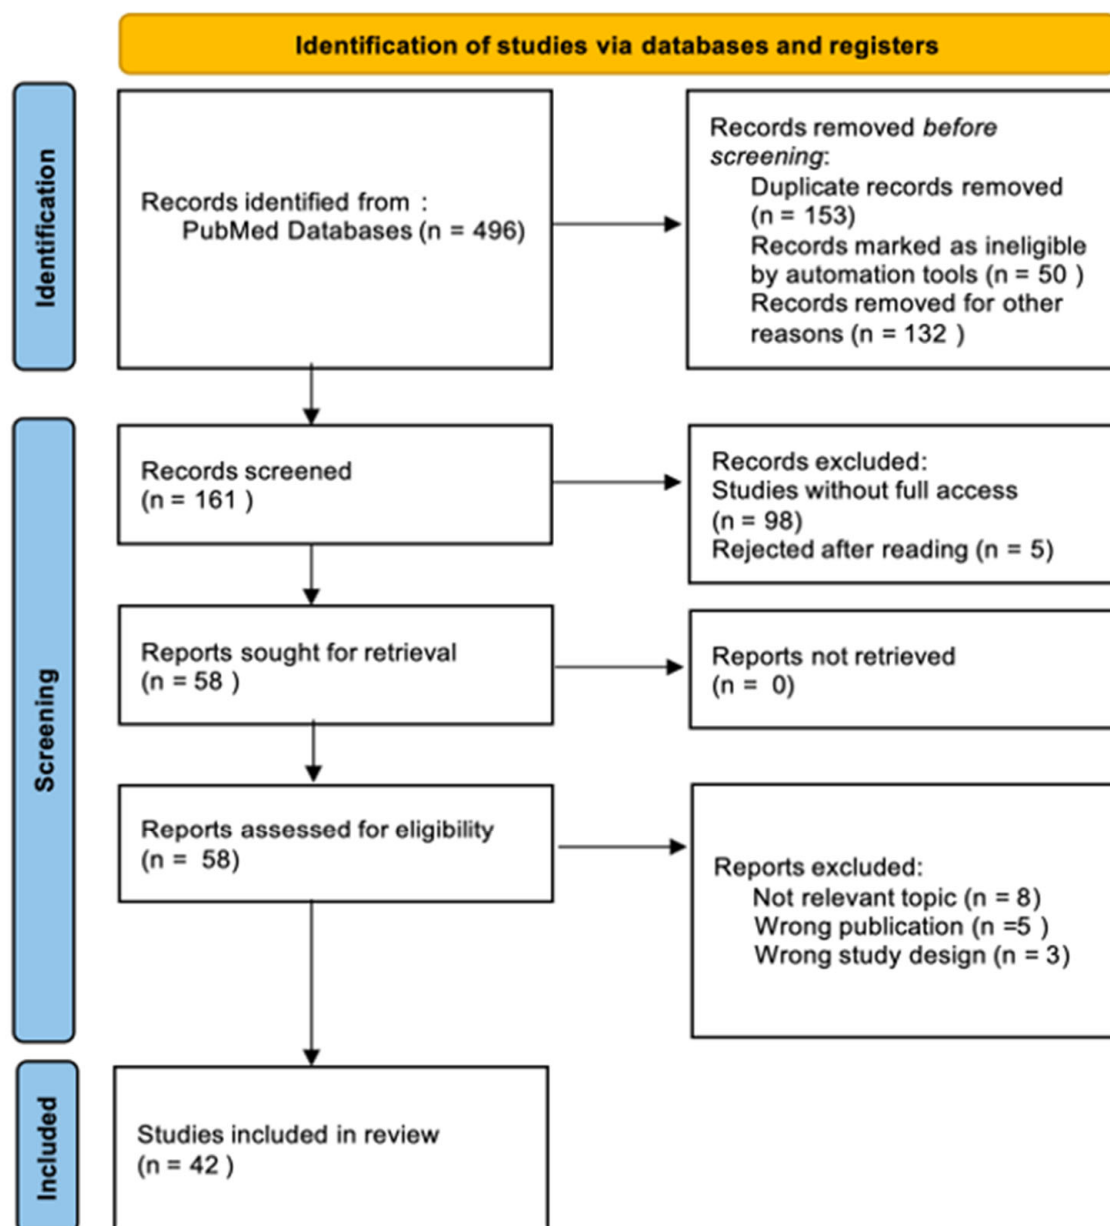 Identification of studies via databases and registers
Identification
Records identified from :
PubMed Databases (n = 496)
Records removed before
screening:
Duplicate records removed
(n = 153)
Records marked as ineligible
by automation tools (n = 50 )
Records removed for other
reasons (n = 132 )
Screening
Records screened
(n = 161 )
Records excluded:
Studies without full access
(n = 98)
Rejected after reading (n = 5)
Reports sought for retrieval
(n = 58 )
Reports not retrieved
(n =  0)
Reports assessed for eligibility
(n =  58)
Reports excluded:
Not relevant topic (n = 8)
Wrong publication (n =5 )
Wrong study design (n = 3)
Included
Studies included in review
(n = 42 )